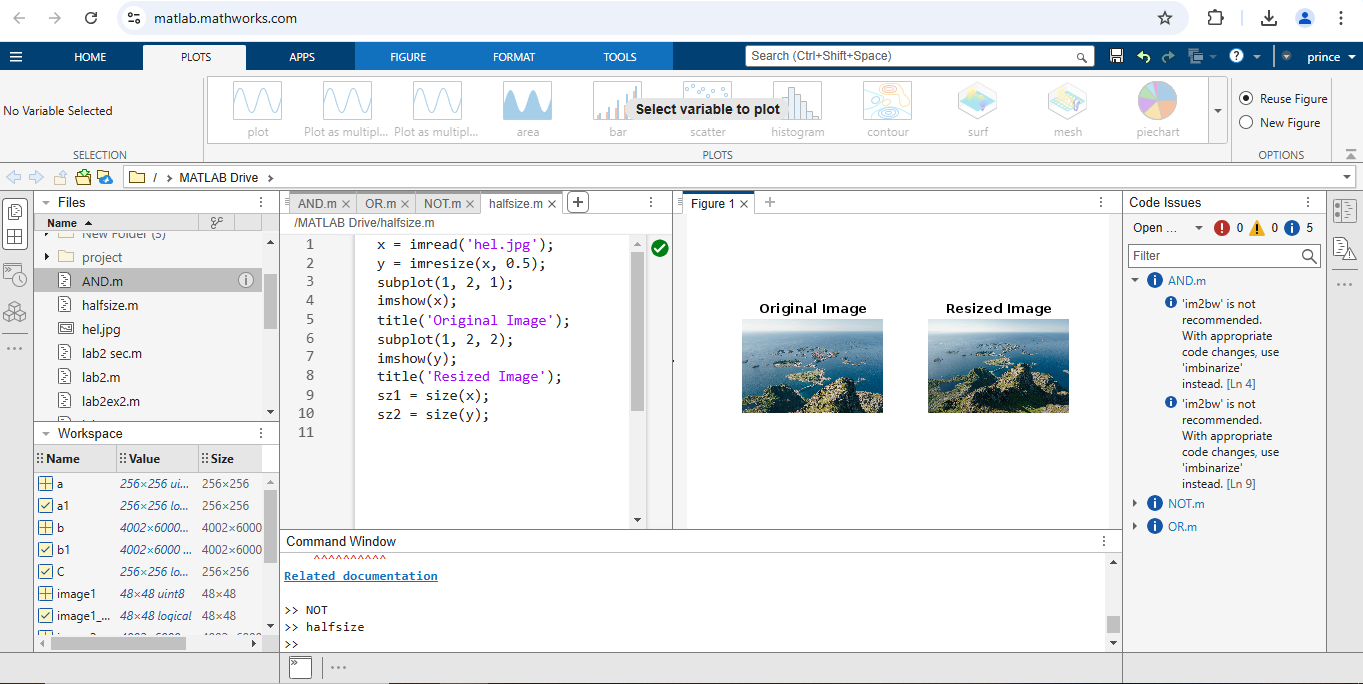 matlab.mathworks.com
HOME PLOTS APPS FIGURE FORMAT TOOLS Search (Ctrl+Shift+Space) prince
No Variable Selected
Select variable to plot
plot Plot as multipl... Plot as multipl... area bar scatter histogram contour surf mesh piechart
Reuse Figure
New Figure
SELECTION PLOTS OPTIONS
/ MATLAB Drive
Files
Name
New Folder (3)
project
AND.m
halfsize.m
hel.jpg
lab2 sec.m
lab2.m
lab2ex2.m
Workspace
Name Value Size
a 256×256 ui... 256×256
a1 256×256 lo... 256×256
b 4002×6000... 4002×6000
b1 4002×6000 ... 4002×6000
C 256×256 lo... 256×256
image1 48×48 uint8 48×48
image1_... 48×48 logical 48×48
AND.m OR.m NOT.m halfsize.m
/MATLAB Drive/halfsize.m
1 x = imread('hel.jpg');
2 y = imresize(x, 0.5);
3 subplot(1, 2, 1);
4 imshow(x);
5 title('Original Image');
6 subplot(1, 2, 2);
7 imshow(y);
8 title('Resized Image');
9 sz1 = size(x);
10 sz2 = size(y);
11
Figure 1
Original Image Resized Image
Command Window
^^^^^^^^^^
Related documentation
>> NOT
>> halfsize
>>
Code Issues
Open ... 0 0 5
Filter
AND.m
'im2bw' is not
recommended.
With appropriate
code changes, use
'imbinarize'
instead. [Ln 4]
'im2bw' is not
recommended.
With appropriate
code changes, use
'imbinarize'
instead. [Ln 9]
NOT.m
OR.m